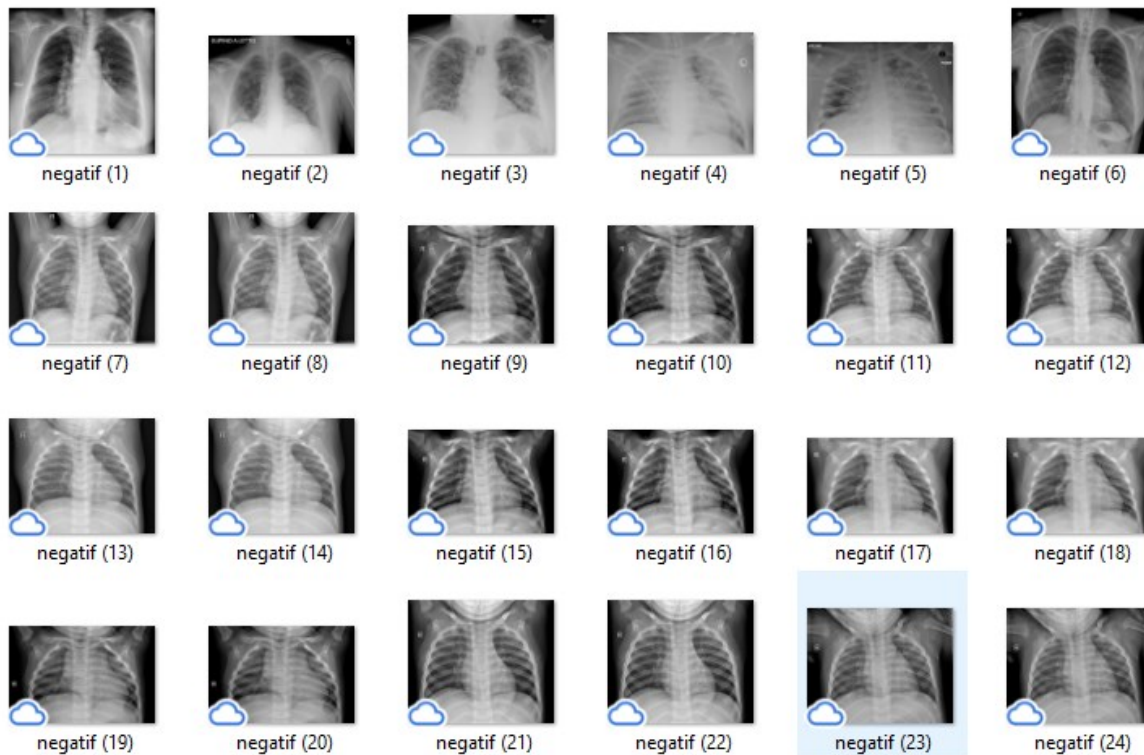 negatif (1)
negatif (2)
negatif (3)
negatif (4)
negatif (5)
negatif (6)
negatif (7)
negatif (8)
negatif (9)
negatif (10)
negatif (11)
negatif (12)
negatif (13)
negatif (14)
negatif (15)
negatif (16)
negatif (17)
negatif (18)
negatif (19)
negatif (20)
negatif (21)
negatif (22)
negatif (23)
negatif (24)